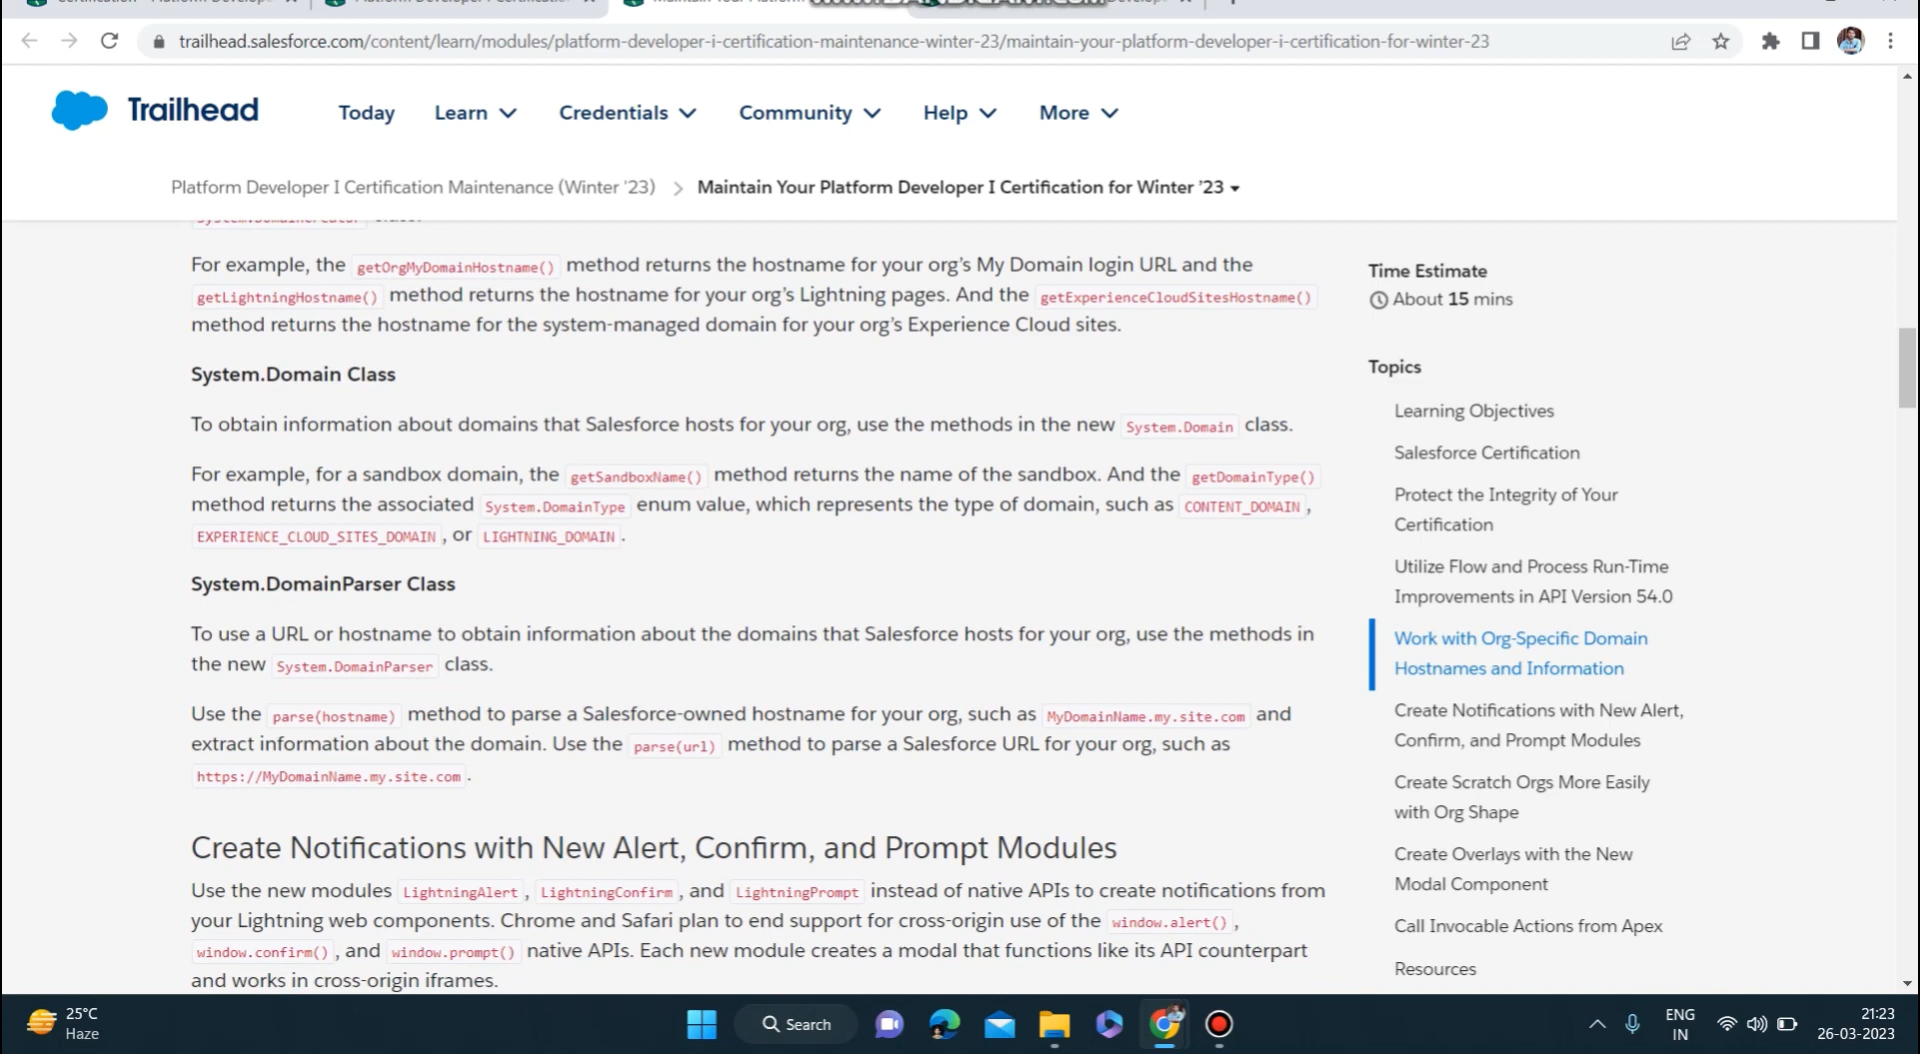 trailhead.salesforce.com/content/learn/modules/platform-developer-i-certification-maintenance-winter-23/maintain-your-platform-developer-i-certification-for-winter-23
Trailhead
Today Learn Credentials Community Help More
Platform Developer I Certification Maintenance (Winter '23) > Maintain Your Platform Developer I Certification for Winter '23
For example, the getOrgMyDomainHostname() method returns the hostname for your org's My Domain login URL and the
getLightningHostname() method returns the hostname for your org's Lightning pages. And the getExperienceCloudSitesHostname()
method returns the hostname for the system-managed domain for your org's Experience Cloud sites.
System.Domain Class
To obtain information about domains that Salesforce hosts for your org, use the methods in the new System.Domain class.
For example, for a sandbox domain, the getSandboxName() method returns the name of the sandbox. And the getDomainType()
method returns the associated System.DomainType enum value, which represents the type of domain, such as CONTENT_DOMAIN,
EXPERIENCE_CLOUD_SITES_DOMAIN, or LIGHTNING_DOMAIN.
System.DomainParser Class
To use a URL or hostname to obtain information about the domains that Salesforce hosts for your org, use the methods in
the new System.DomainParser class.
Use the parse(hostname) method to parse a Salesforce-owned hostname for your org, such as MyDomainName.my.site.com and
extract information about the domain. Use the parse(url) method to parse a Salesforce URL for your org, such as
https://MyDomainName.my.site.com.
Create Notifications with New Alert, Confirm, and Prompt Modules
Use the new modules LightningAlert, LightningConfirm, and LightningPrompt instead of native APIs to create notifications from
your Lightning web components. Chrome and Safari plan to end support for cross-origin use of the window.alert(),
window.confirm(), and window.prompt() native APIs. Each new module creates a modal that functions like its API counterpart
and works in cross-origin iframes.
Time Estimate
About 15 mins
Topics
Learning Objectives
Salesforce Certification
Protect the Integrity of Your
Certification
Utilize Flow and Process Run-Time
Improvements in API Version 54.0
Work with Org-Specific Domain
Hostnames and Information
Create Notifications with New Alert,
Confirm, and Prompt Modules
Create Scratch Orgs More Easily
with Org Shape
Create Overlays with the New
Modal Component
Call Invocable Actions from Apex
Resources
25°C
Haze
Search
ENG
IN
21:23
26-03-2023